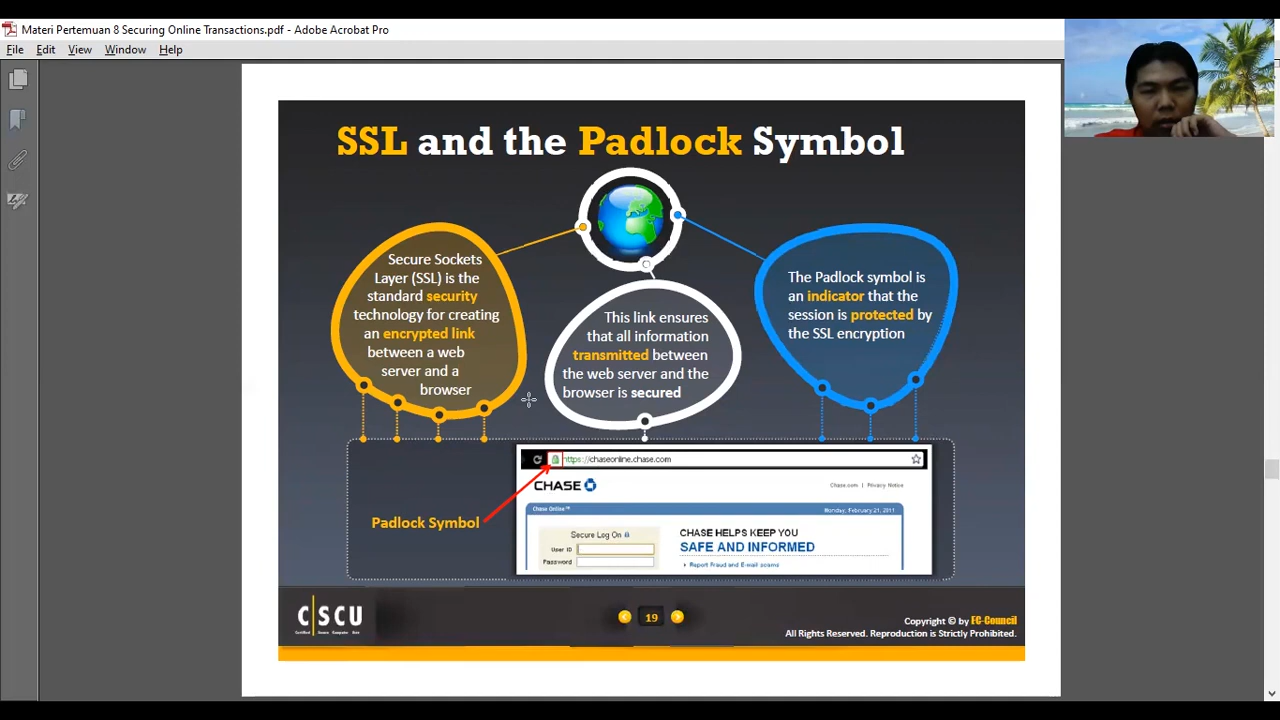 Materi Pertemuan 8 Securing Online Transactions.pdf - Adobe Acrobat Pro
File Edit View Window Help
SSL and the Padlock Symbol
Secure Sockets
Layer (SSL) is the
standard security
technology for creating
an encrypted link
between a web
server and a
browser
This link ensures
that all information
transmitted between
the web server and the
browser is secured
The Padlock symbol is
an indicator that the
session is protected by
the SSL encryption
Padlock Symbol
https://chaseonline.chase.com
CHASE
Chase.com | Privacy Notice
Chase Online™
Monday, February 21, 2011
Secure Log On
User ID
Password
CHASE HELPS KEEP YOU
SAFE AND INFORMED
Report Fraud and E-mail scams
CSCU
Certified Secure Computer User
19
Copyright © by EC-Council
All Rights Reserved. Reproduction is Strictly Prohibited.